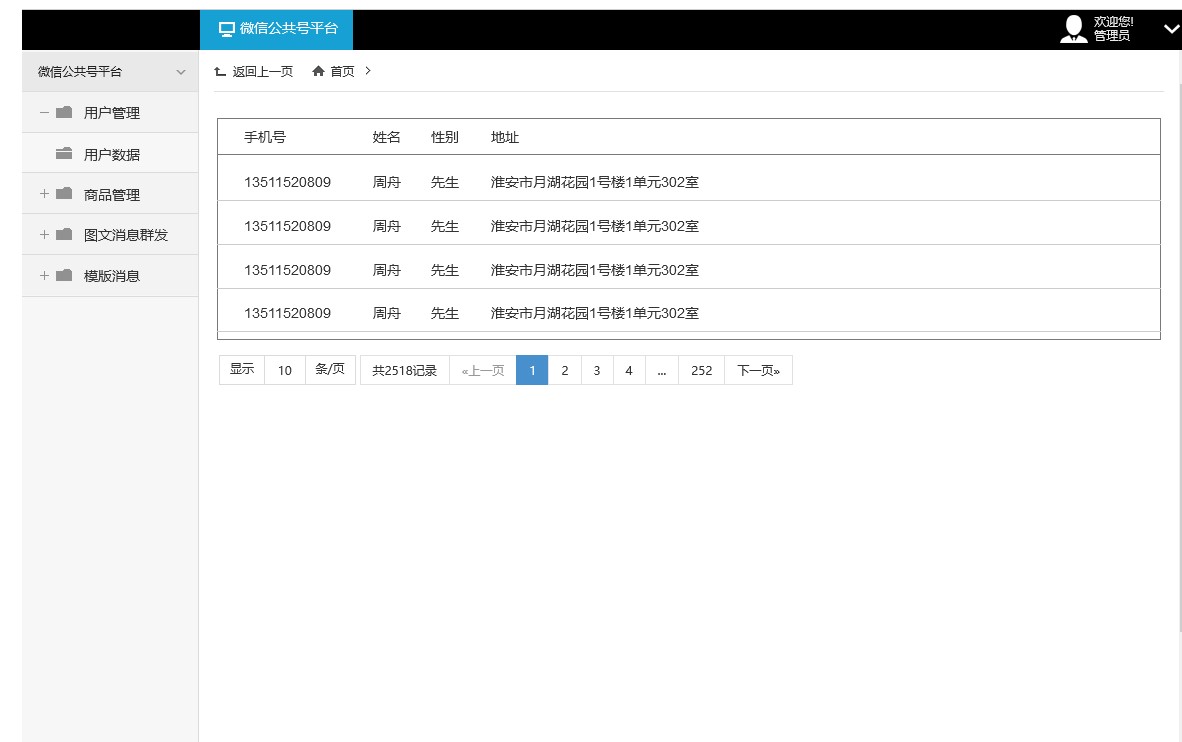 微信公共号平台
欢迎您!
管理员
微信公共号平台
返回上一页 首页
用户管理
用户数据
商品管理
图文消息群发
模版消息
手机号 姓名 性别 地址
13511520809 周舟 先生 淮安市月湖花园1号楼1单元302室
13511520809 周舟 先生 淮安市月湖花园1号楼1单元302室
13511520809 周舟 先生 淮安市月湖花园1号楼1单元302室
13511520809 周舟 先生 淮安市月湖花园1号楼1单元302室
显示 10 条/页 共2518记录 «上一页 1 2 3 4 ... 252 下一页»